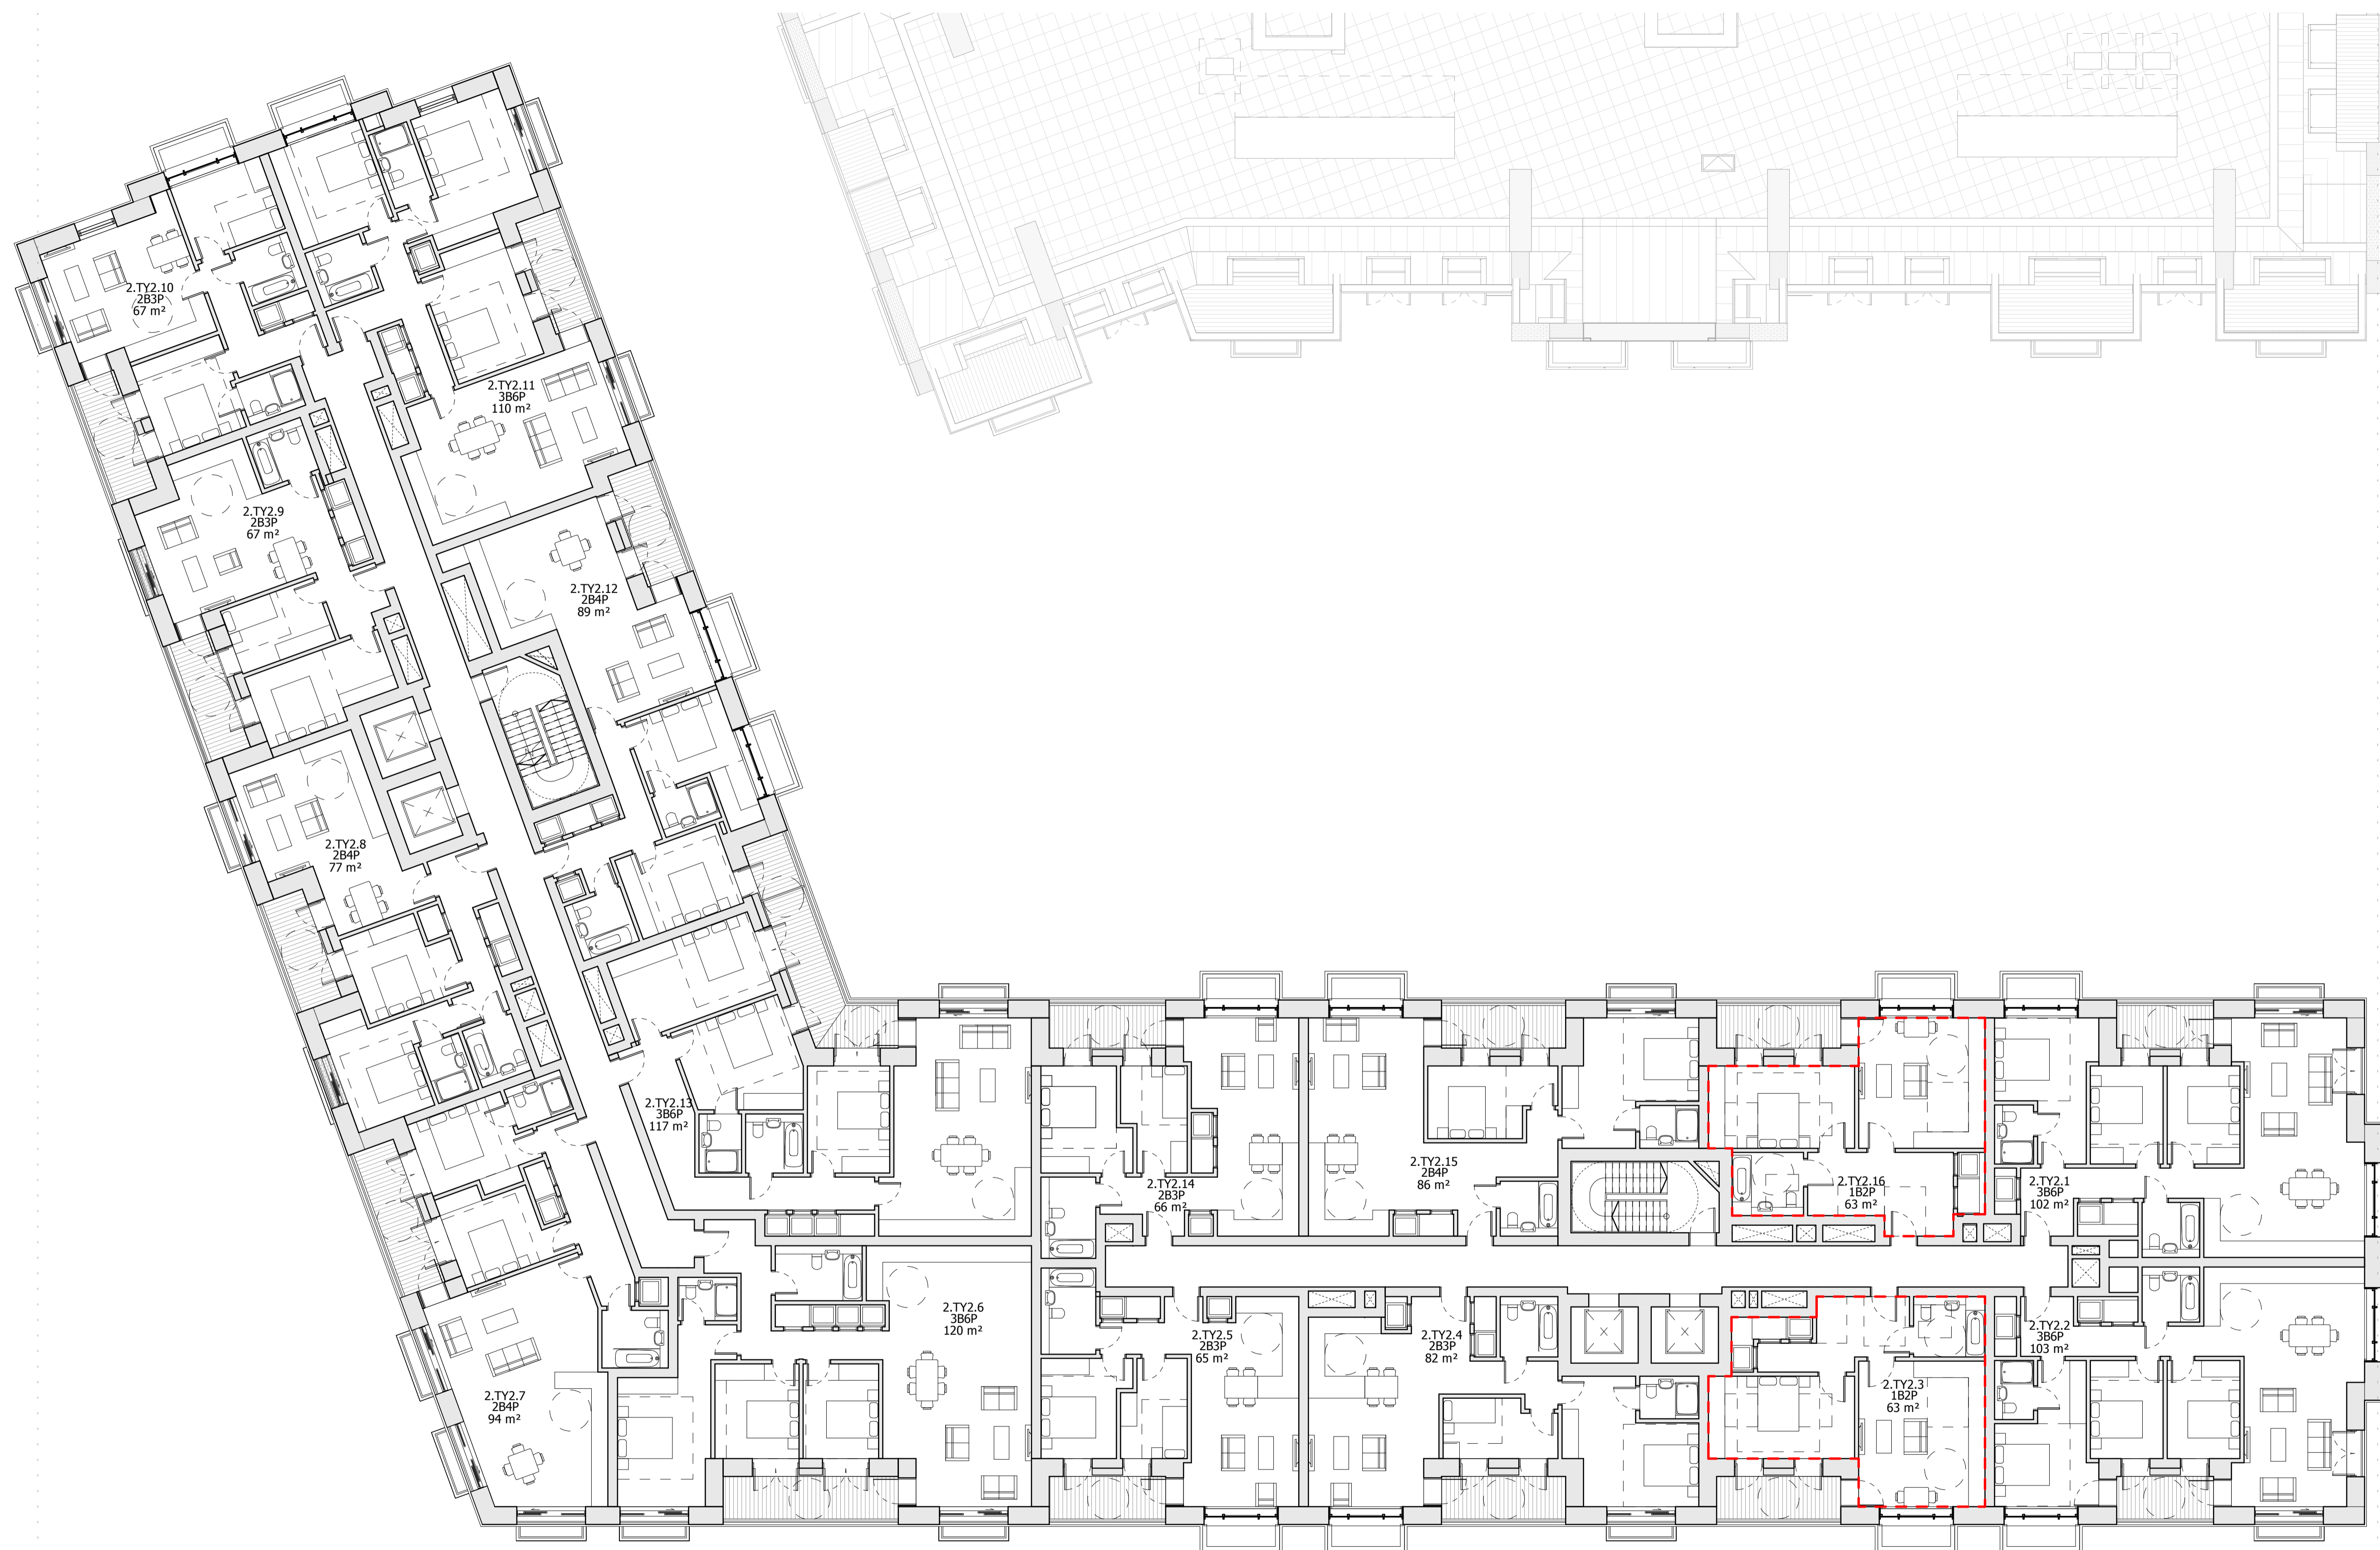 2.TY2.10
2B3P
67 m²
2.TY2.11
3B6P
110 m²
2.TY2.9
2B3P
67 m²
2.TY2.12
2B4P
89 m²
2.TY2.8
2B4P
77 m²
2.TY2.13
3B6P
117 m²
2.TY2.14
2B3P
66 m²
2.TY2.15
2B4P
86 m²
2.TY2.16
1B2P
63 m²
2.TY2.1
3B6P
102 m²
2.TY2.7
2B4P
94 m²
2.TY2.6
3B6P
120 m²
2.TY2.5
2B3P
65 m²
2.TY2.4
2B3P
82 m²
2.TY2.3
1B2P
63 m²
2.TY2.2
3B6P
103 m²